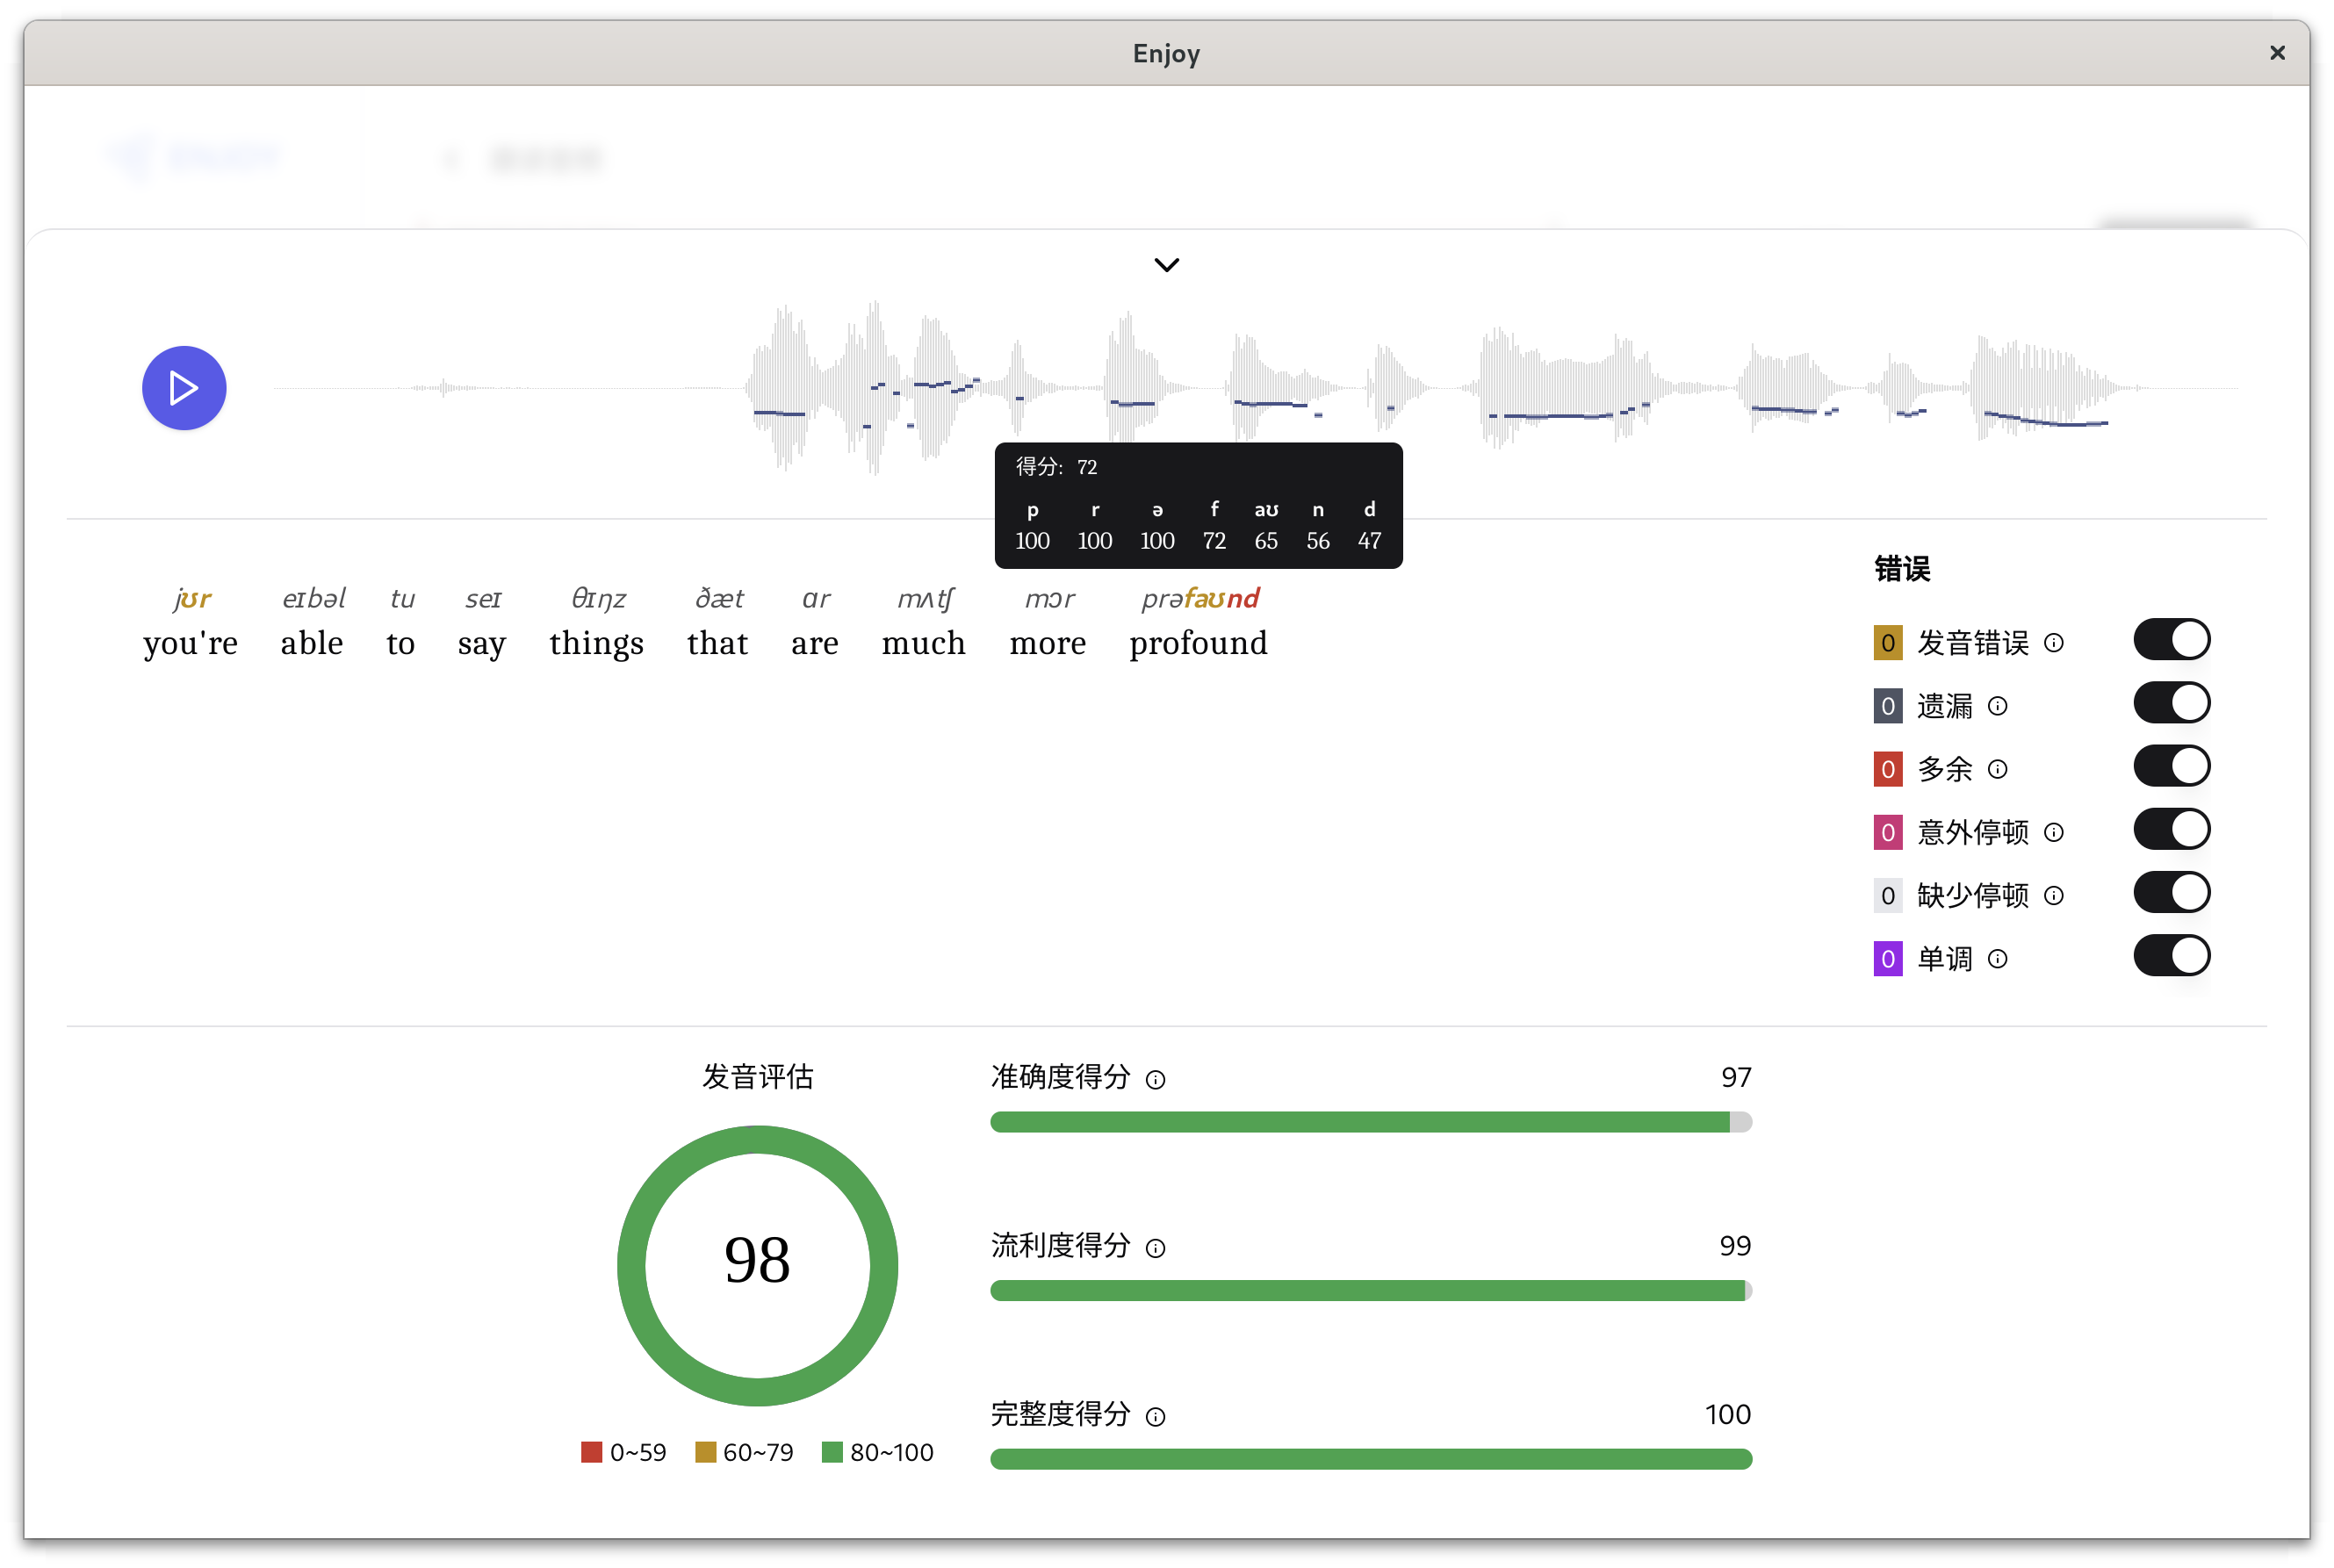 Enjoy
得分: 72
p r ə f aʊ n d
100 100 100 72 65 56 47
jʊr eɪbəl tu seɪ θɪŋz ðæt ɑr mʌtʃ mɔr prəfaʊnd
you're able to say things that are much more profound
错误
0 发音错误
0 遗漏
0 多余
0 意外停顿
0 缺少停顿
0 单调
发音评估
98
0~59 60~79 80~100
准确度得分 97
流利度得分 99
完整度得分 100